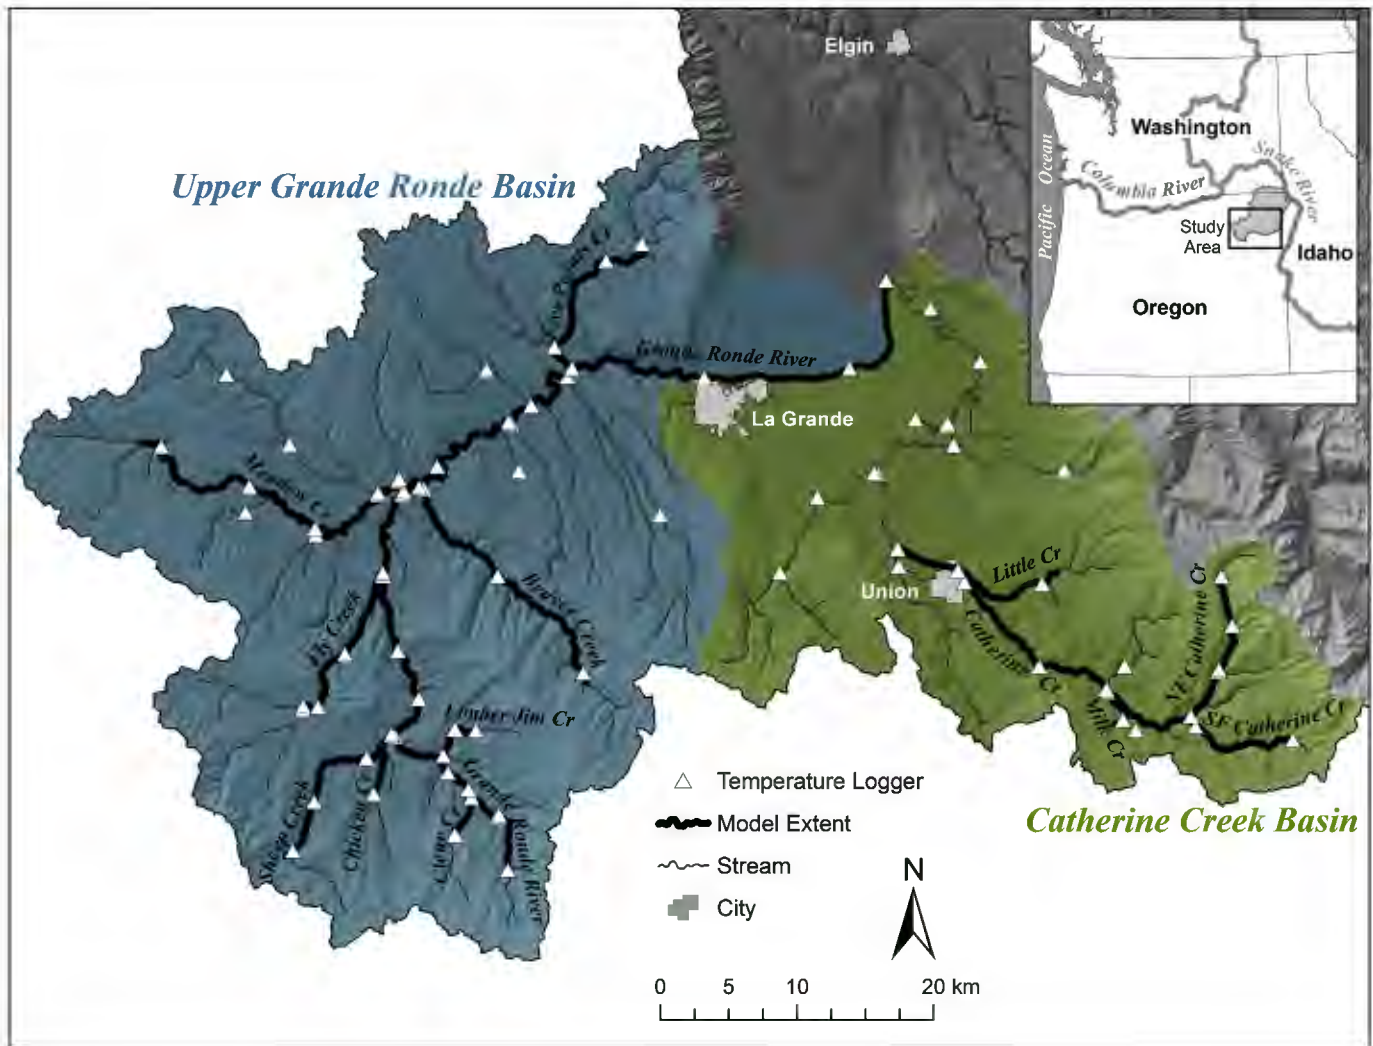 Elgin
Washington
Pacific Ocean
Columbia River
Snake River
Study
Area
Idaho
Oregon
Upper Grande Ronde Basin
Grande Ronde River
La Grande
Meadow Cr
Beaver Creek
Fly Creek
Little Cr
Union
Catherine Cr
NF Catherine Cr
SF Catherine Cr
Milk Cr
Limber Jim Cr
Sheep Creek
Chicken Cr
Clear Cr
Grande Ronde River
Catherine Creek Basin
Temperature Logger
Model Extent
Stream
City
N
0 5 10 20 km